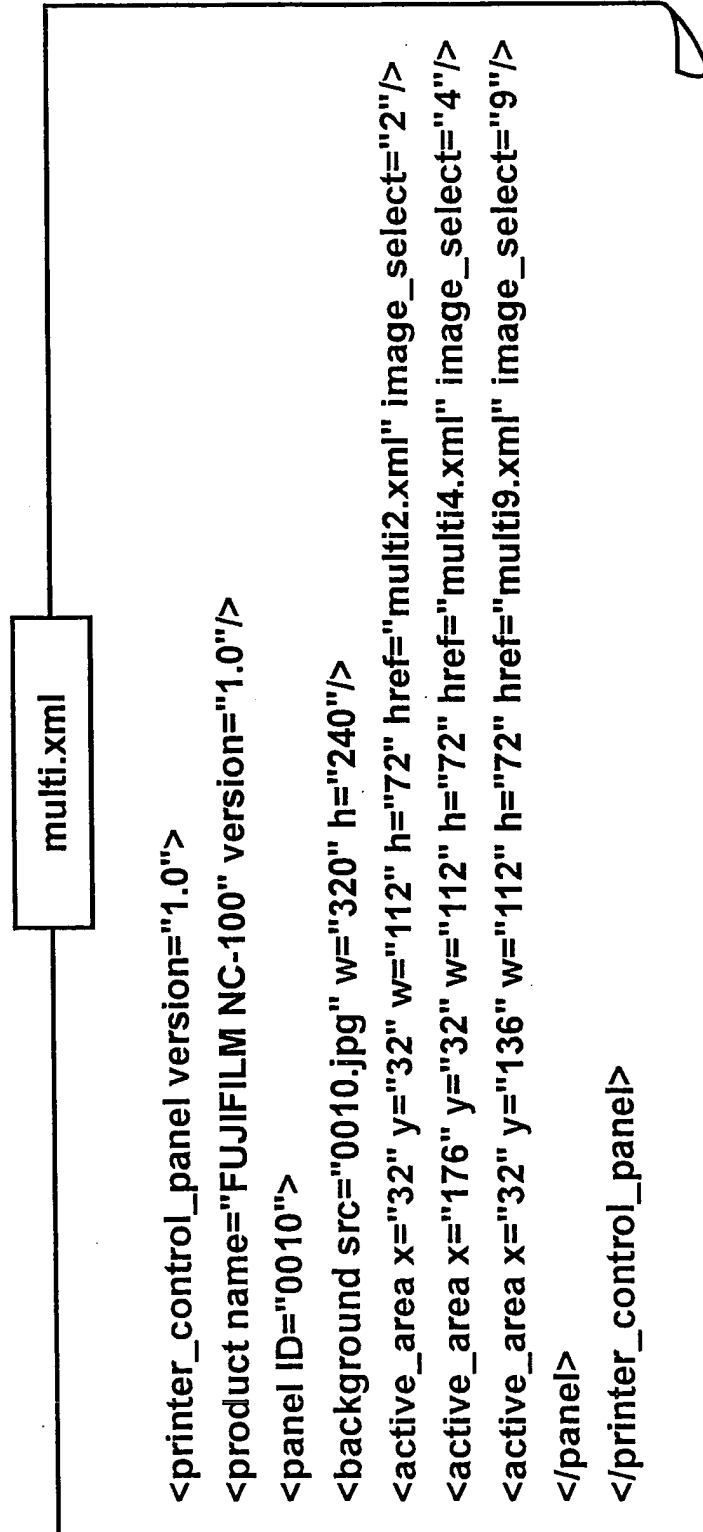 multi.xml
<printer_control_panel version="1.0">
<product name="FUJIFILM NC-100" version="1.0"/>
<panel ID="0010">
<background src="0010.jpg" w="320" h="240"/>
<active_area x="32" y="32" w="112" h="72" href="multi2.xml" image_select="2"/>
<active_area x="176" y="32" w="112" h="72" href="multi4.xml" image_select="4"/>
<active_area x="32" y="136" w="112" h="72" href="multi9.xml" image_select="9"/>
</panel>
</printer_control_panel>